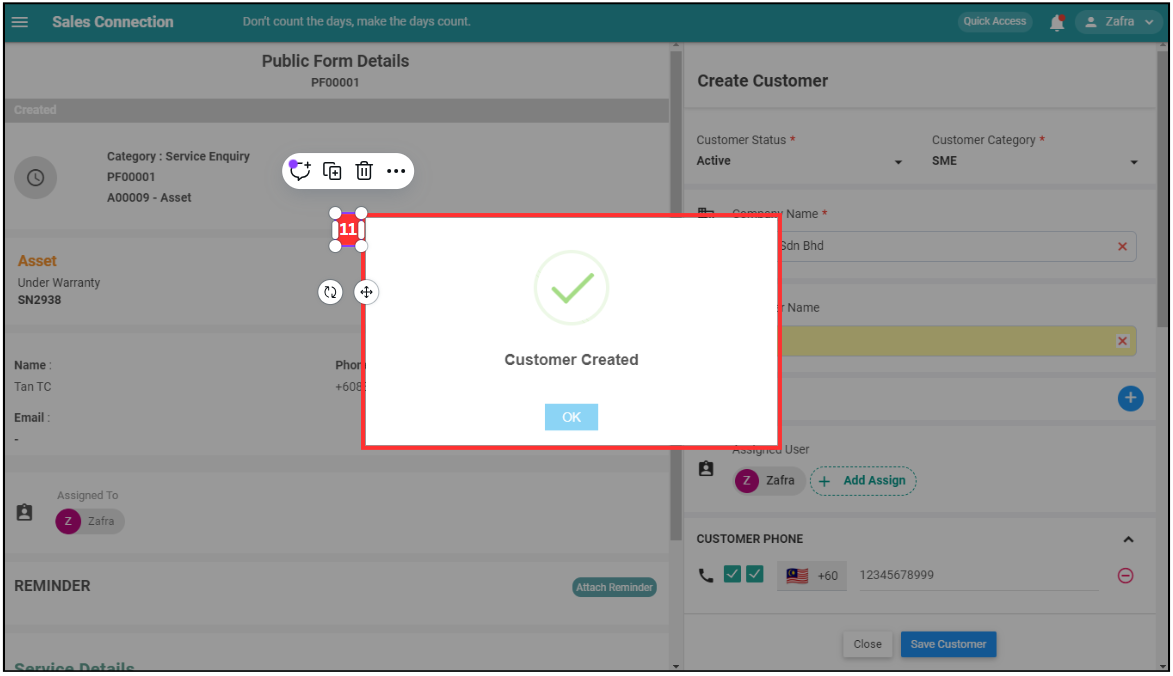 Sales Connection
Don't count the days, make the days count.
Quick Access
Zafra
Public Form Details
PF00001
Created
Category : Service Enquiry
PF00001
A00009 - Asset
Asset
Under Warranty
SN2938
Name :
Tan TC
Email :
-
Assigned To
Z Zafra
REMINDER
Attach Reminder
Service Details
11
Customer Created
OK
Create Customer
Customer Status *
Active
Customer Category *
SME
Company Name *
Sdn Bhd
Name
Assigned User
Z Zafra
+ Add Assign
CUSTOMER PHONE
+60
12345678999
Close
Save Customer